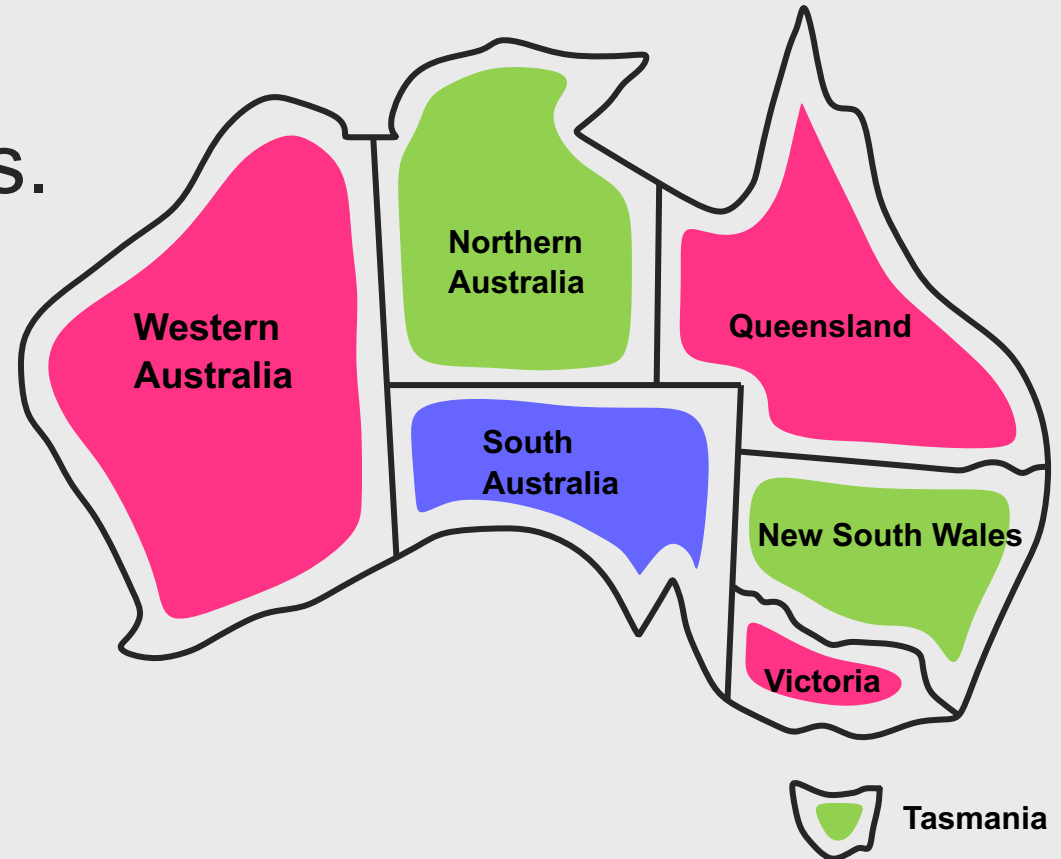 s.
Northern
Australia
Western
Australia
Queensland
South
Australia
New South Wales
Victoria
Tasmania